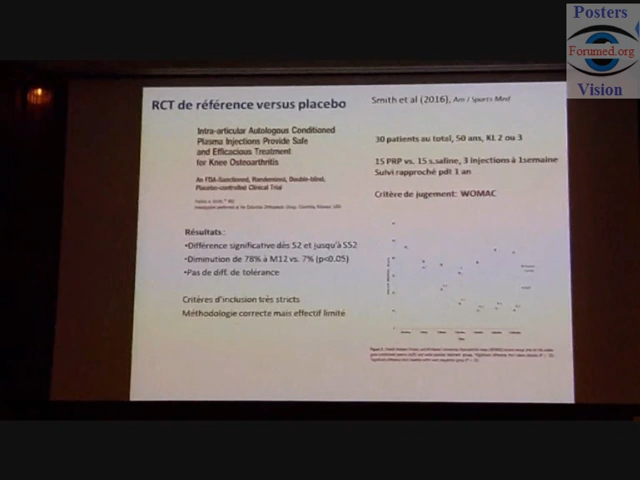 Posters
Forumed.org
Vision
RCT de référence versus placebo
Smith et al (2016), Am J Sports Med
Intra-articular Autologous Conditioned
Plasma Injections Provide Safe
and Efficacious Treatment
for Knee Osteoarthritis
An FDA-Sanctioned, Randomized, Double-blind,
Placebo-controlled Clinical Trial
30 patients au total, 50 ans, KL 2 ou 3
15 PRP vs. 15 s.saline, 3 injections à 1semaine
Suivi rapproché pdt 1 an
Critère de jugement: WOMAC
Résultats:
•Différence significative dès S2 et jusqu'à S52
•Diminution de 78% à M12 vs. 7% (p<0.05)
•Pas de diff. de tolérance
Critères d'inclusion très stricts
Méthodologie correcte mais effectif limité